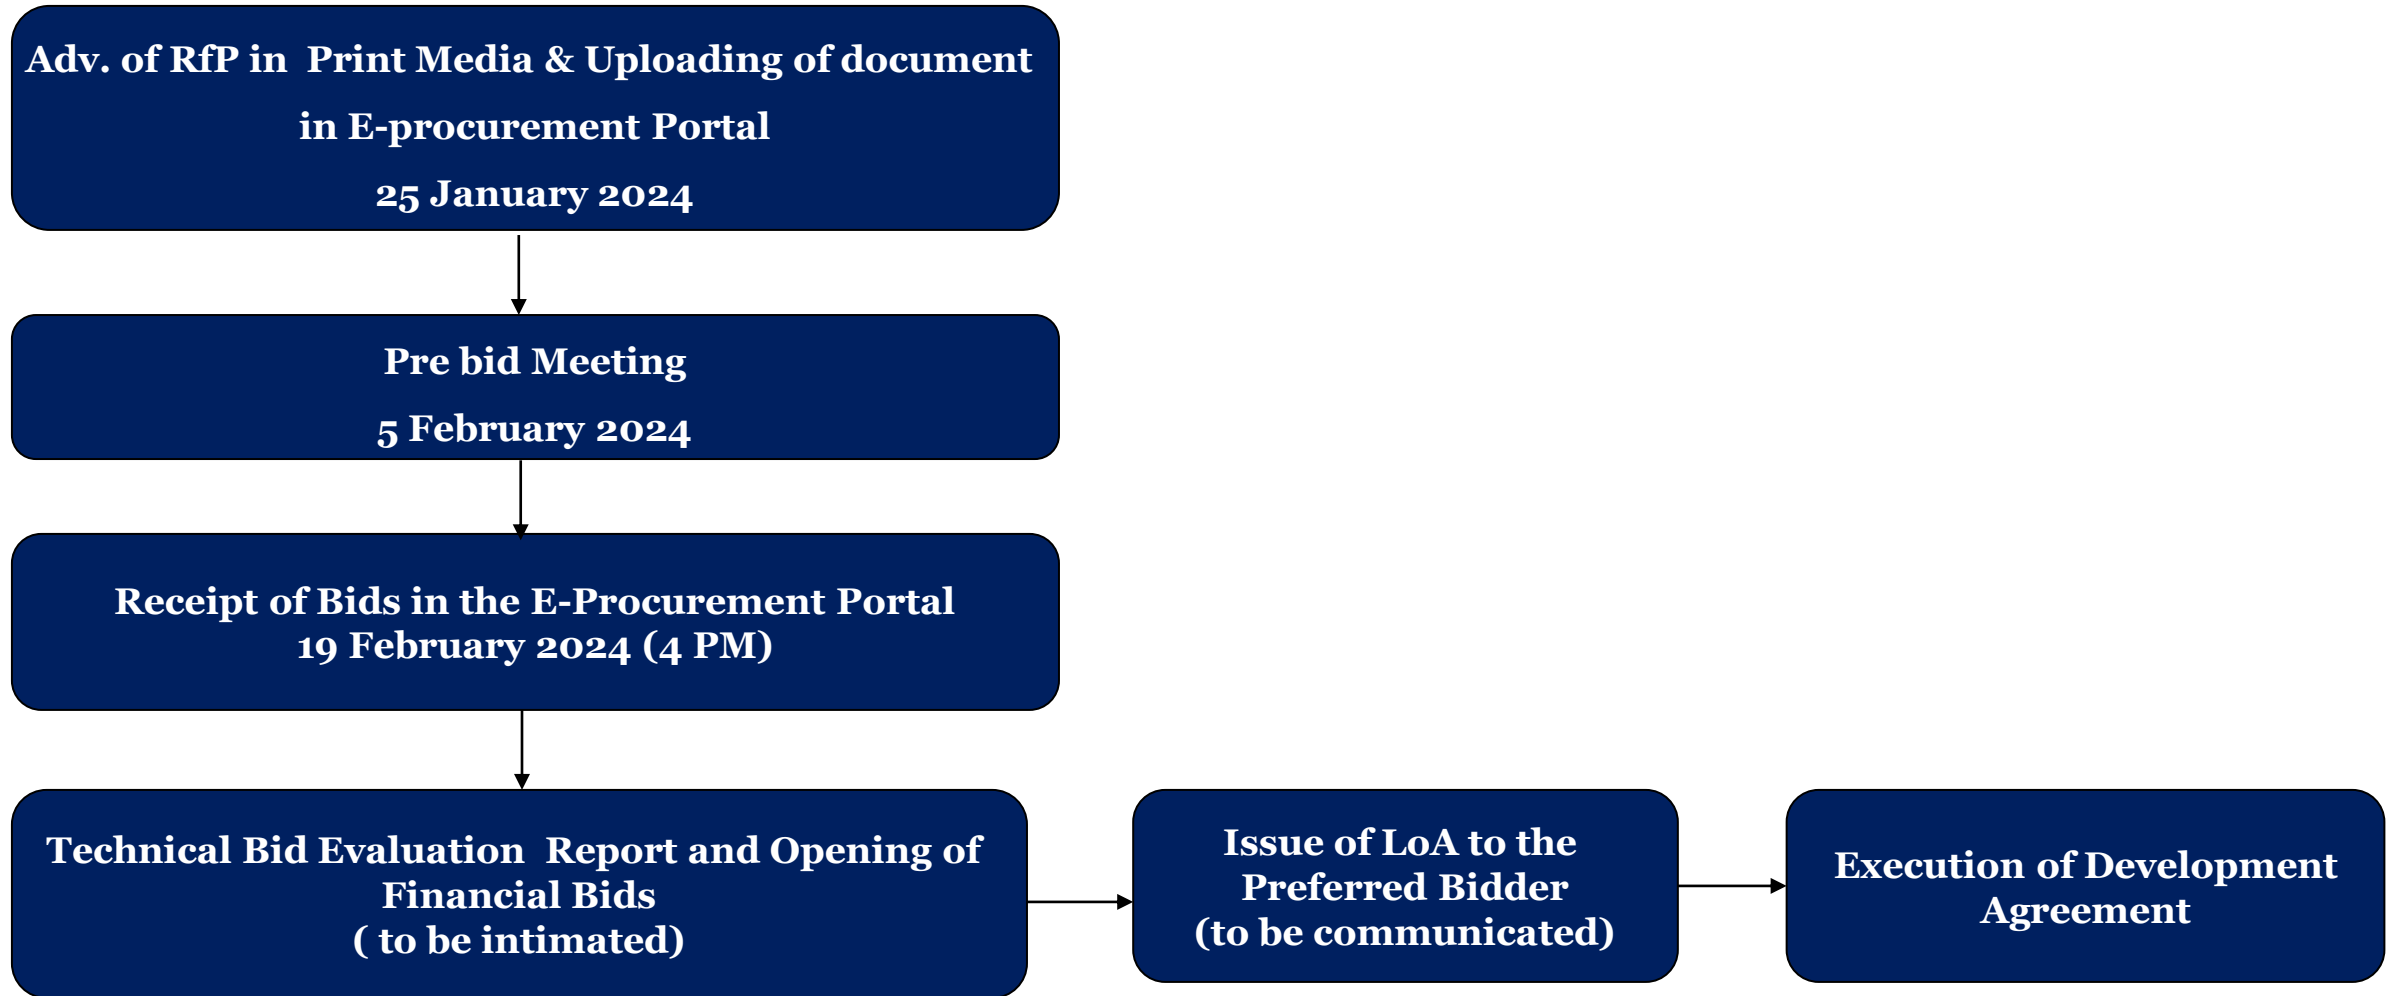 Adv. of RfP in Print Media & Uploading of document
in E-procurement Portal
25 January 2024
Pre bid Meeting
5 February 2024
Receipt of Bids in the E-Procurement Portal
19 February 2024 (4 PM)
Technical Bid Evaluation Report and Opening of
Financial Bids
( to be intimated)
Issue of LoA to the
Preferred Bidder
(to be communicated)
Execution of Development
Agreement